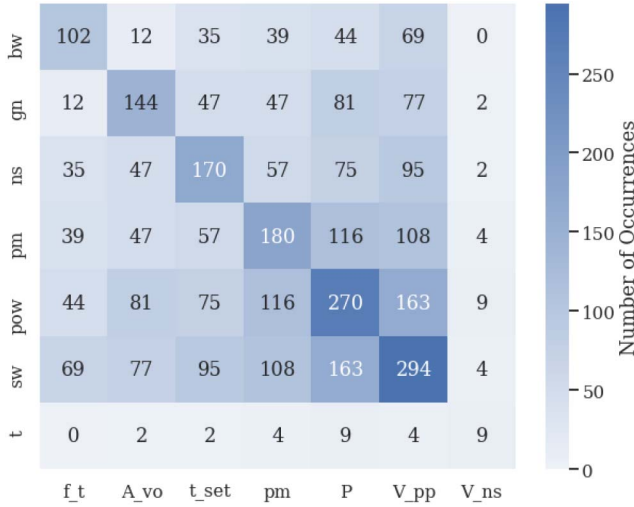 bw 102 12 35 39 44 69 0
gn 12 144 47 47 81 77 2
ns 35 47 170 57 75 95 2
pm 39 47 57 180 116 108 4
pow 44 81 75 116 270 163 9
sw 69 77 95 108 163 294 4
t 0 2 2 4 9 4 9
f_t A_vo t_set pm P V_pp V_ns
250
200
150
100
50
0
Number of Occurrences